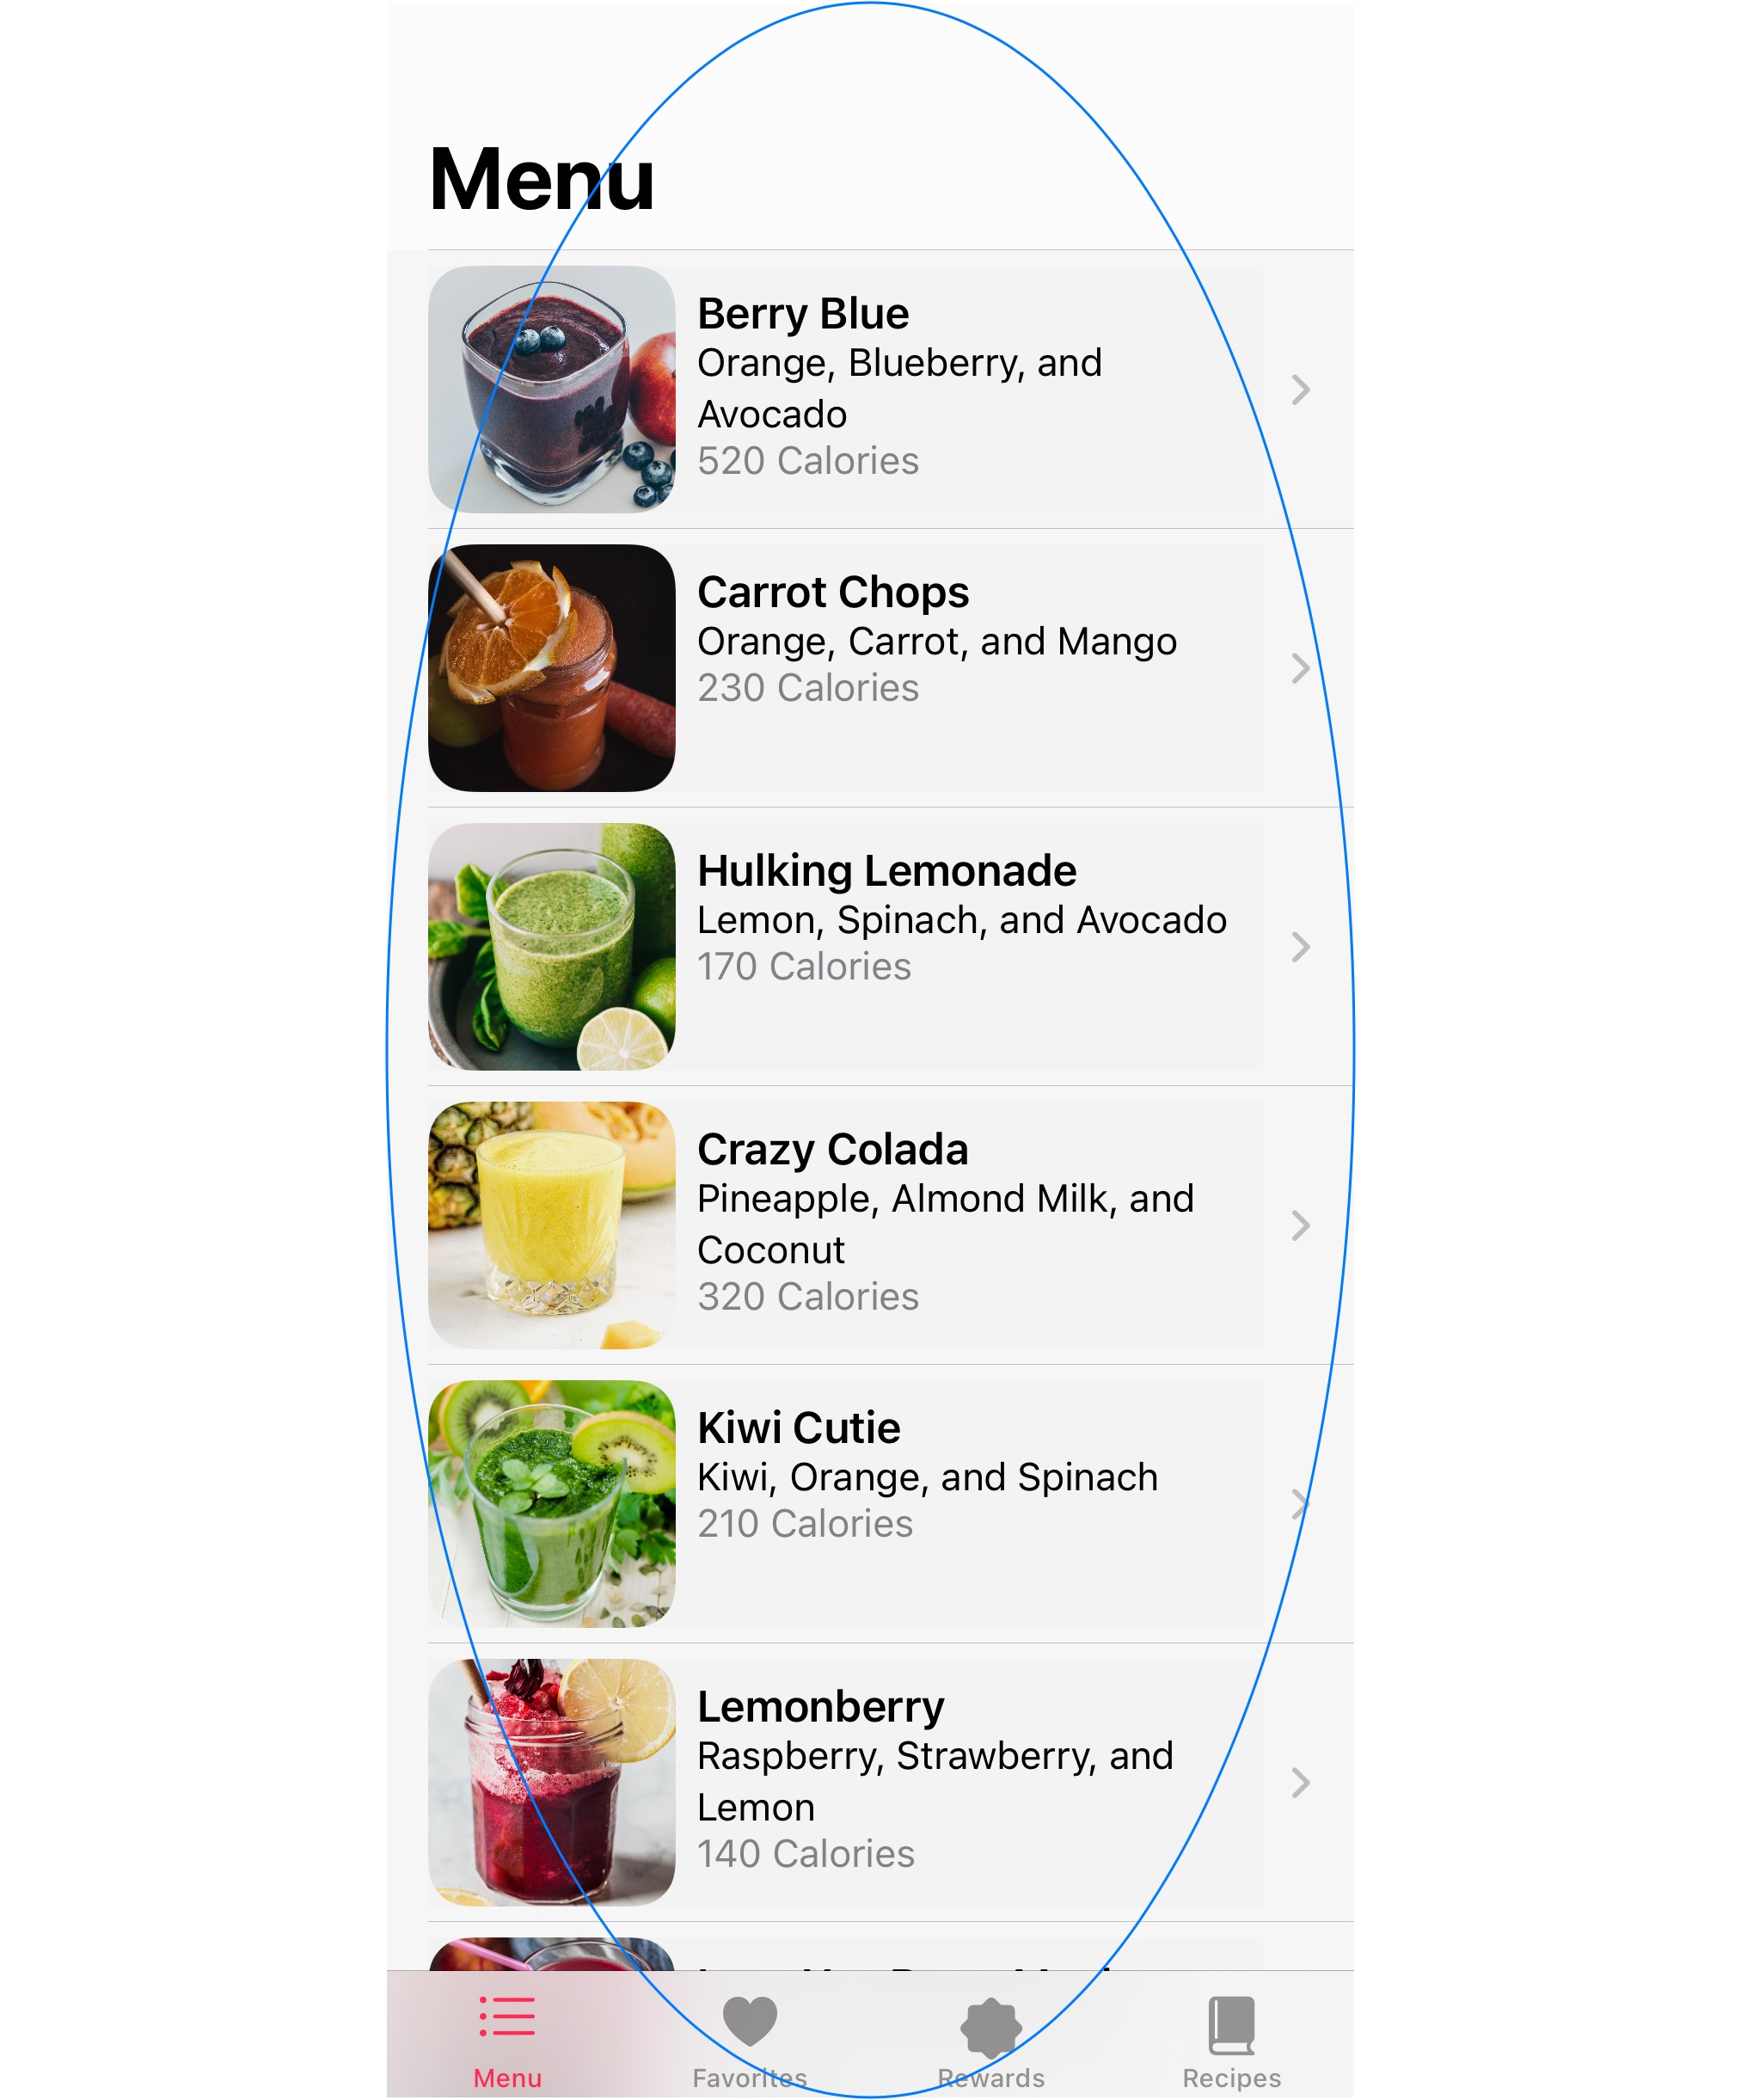 Menu
Berry Blue
Orange, Blueberry, and
Avocado
520 Calories
Carrot Chops
Orange, Carrot, and Mango
230 Calories
Hulking Lemonade
Lemon, Spinach, and Avocado
170 Calories
Crazy Colada
Pineapple, Almond Milk, and
Coconut
320 Calories
Kiwi Cutie
Kiwi, Orange, and Spinach
210 Calories
Lemonberry
Raspberry, Strawberry, and
Lemon
140 Calories
Menu
Favorites
Rewards
Recipes